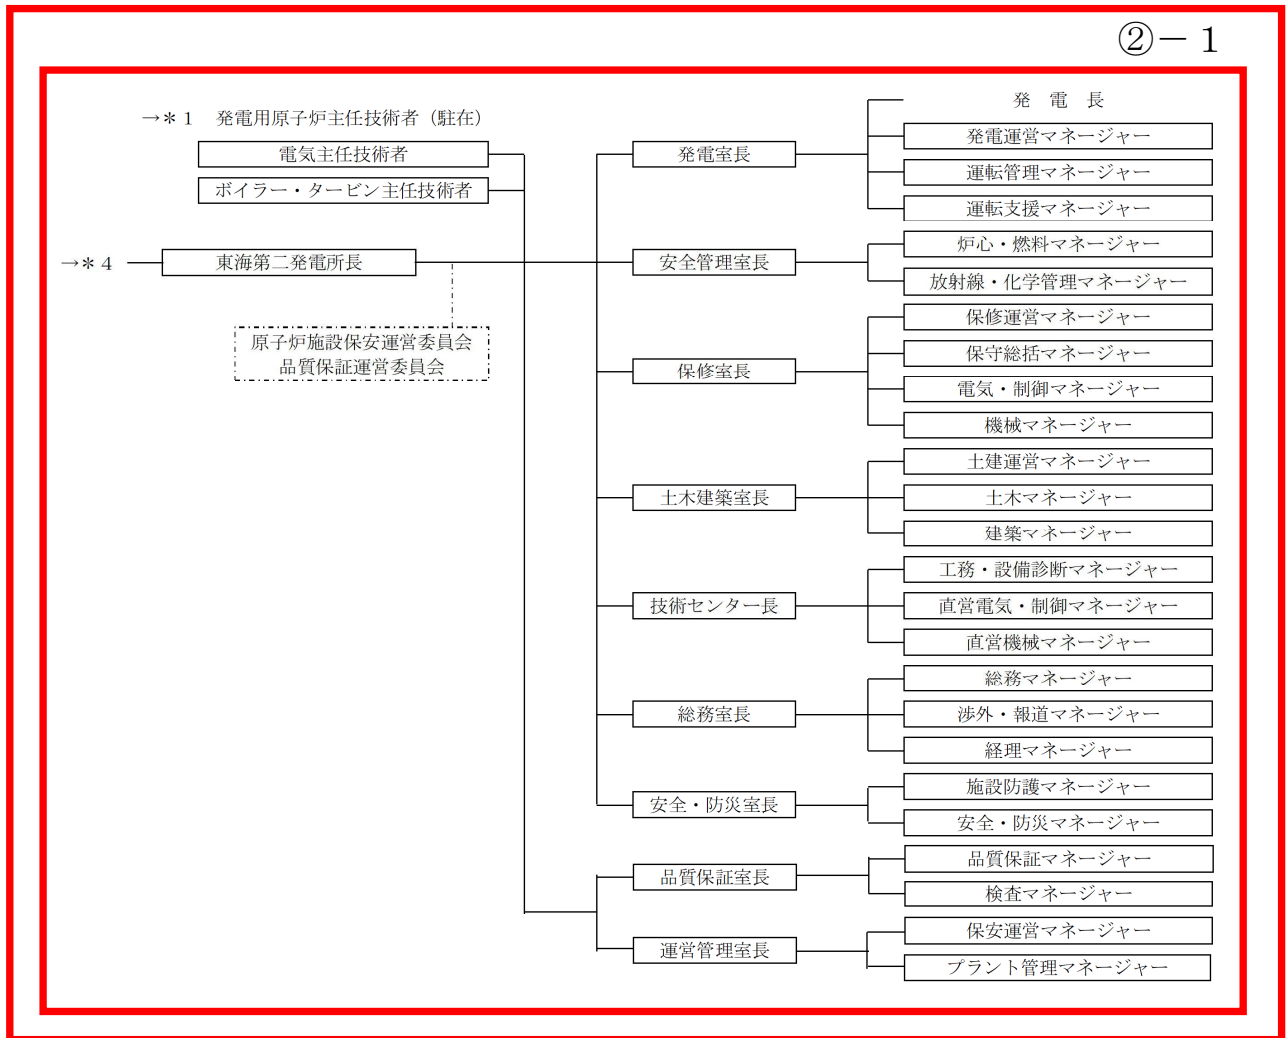 ②－1
→＊1　発電用原子炉主任技術者（駐在）
電気主任技術者
ボイラー・タービン主任技術者
→＊4
東海第二発電所長
原子炉施設保安運営委員会
品質保証運営委員会
発電室長
発　電　長
発電運営マネージャー
運転管理マネージャー
運転支援マネージャー
安全管理室長
炉心・燃料マネージャー
放射線・化学管理マネージャー
保修室長
保修運営マネージャー
保守総括マネージャー
電気・制御マネージャー
機械マネージャー
土木建築室長
土建運営マネージャー
土木マネージャー
建築マネージャー
技術センター長
工務・設備診断マネージャー
直営電気・制御マネージャー
直営機械マネージャー
総務室長
総務マネージャー
渉外・報道マネージャー
経理マネージャー
安全・防災室長
施設防護マネージャー
安全・防災マネージャー
品質保証室長
品質保証マネージャー
検査マネージャー
運営管理室長
保安運営マネージャー
プラント管理マネージャー